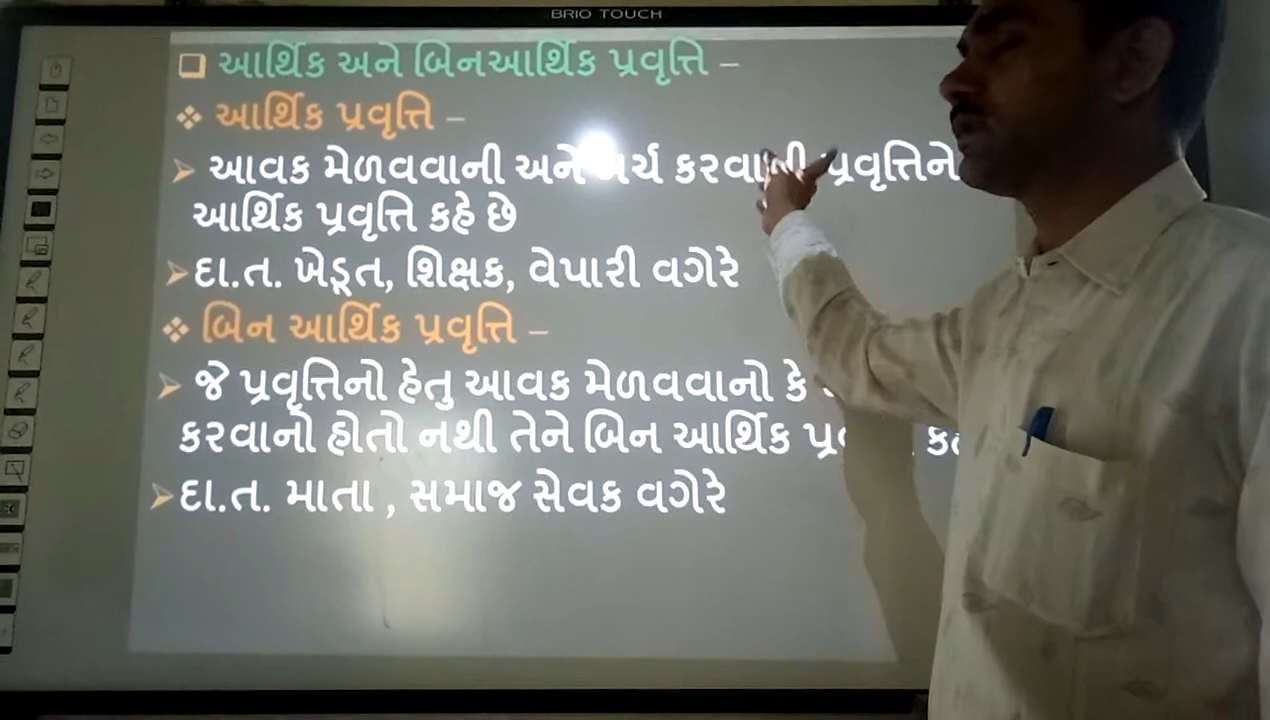 BRIO TOUCH
આર્થિક અને બિનઆર્થિક પ્રવૃત્તિ –
આર્થિક પ્રવૃત્તિ –
આવક મેળવવાની અને કરવાની પ્રવૃત્તિને
આર્થિક પ્રવૃત્તિ કહે છે
દા.ત. ખેડૂત, શિક્ષક, વેપારી વગેરે
બિન આર્થિક પ્રવૃત્તિ –
જે પ્રવૃત્તિનો હેતુ આવક મેળવવાનો કે
કરવાનો હોતો નથી તેને બિન આર્થિક
દા.ત. માતા , સમાજ સેવક વગેરે